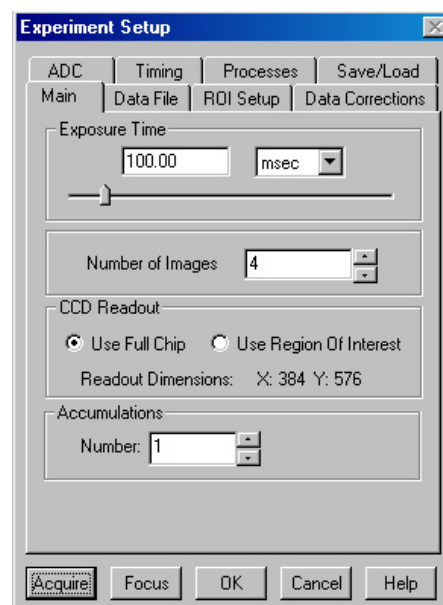 Experiment Setup
ADC Timing Processes Save/Load
Main Data File ROI Setup Data Corrections
Exposure Time
100.00 msec
Number of Images 4
CCD Readout
Use Full Chip Use Region Of Interest
Readout Dimensions: X: 384 Y: 576
Accumulations
Number: 1
Acquire Focus OK Cancel Help